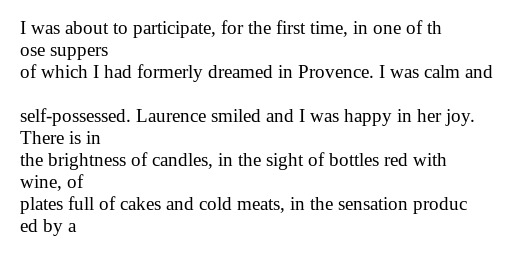 I was about to participate, for the first time, in one of th
ose suppers
of which I had formerly dreamed in Provence. I was calm and
self-possessed. Laurence smiled and I was happy in her joy.
There is in
the brightness of candles, in the sight of bottles red with
wine, of
plates full of cakes and cold meats, in the sensation produc
ed by a